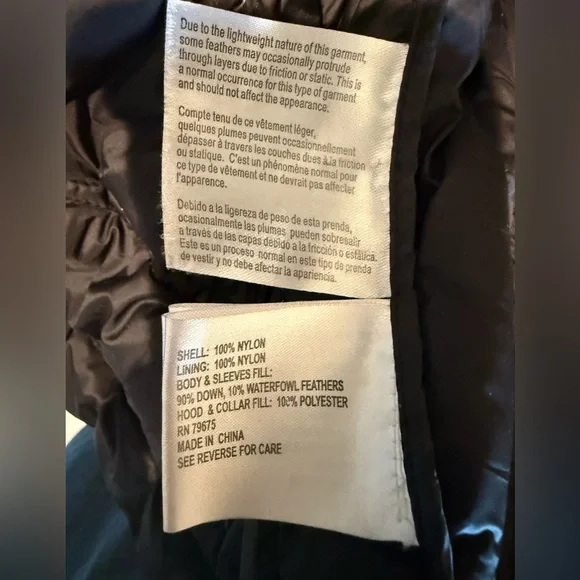 Due to the lightweight nature of this garment,
some feathers may occasionally protrude
through layers due to friction or static. This is
a normal occurrence for this type of garment
and should not affect the appearance.
Compte tenu de ce vêtement léger,
quelques plumes peuvent occasionnellement
dépasser à travers les couches dues à la friction
ou statique. C'est un phénomène normal pour
ce type de vêtement et ne devrait pas affecter
l'apparence.
Debido a la ligereza de peso de esta prenda,
ocasionalmente las plumas pueden sobresalir
a través de las capas debido a la fricción o estática.
Este es un proceso normal en este tipo de prenda
de vestir y no debe afectar la apariencia.
SHELL: 100% NYLON
LINING: 100% NYLON
BODY & SLEEVES FILL:
90% DOWN, 10% WATERFOWL FEATHERS
HOOD & COLLAR FILL: 100% POLYESTER
RN 79675
MADE IN CHINA
SEE REVERSE FOR CARE